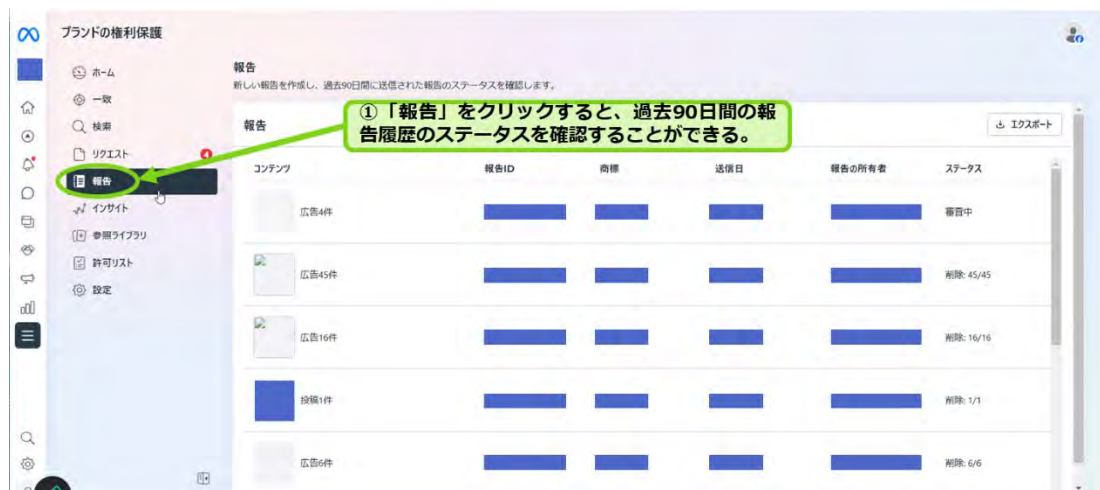 ブランドの権利保護
ホーム
一致
検索
リクエスト
4
報告
インサイト
参照ライブラリ
許可リスト
設定
報告
新しい報告を作成し、過去90日間に送信された報告のステータスを確認します。
①「報告」をクリックすると、過去90日間の報
告履歴のステータスを確認することができる。
報告
エクスポート
コンテンツ 報告ID 商標 送信日 報告の所有者 ステータス
広告4件 審査中
広告45件 削除: 45/45
広告16件 削除: 16/16
投稿1件 削除: 1/1
広告6件 削除: 6/6